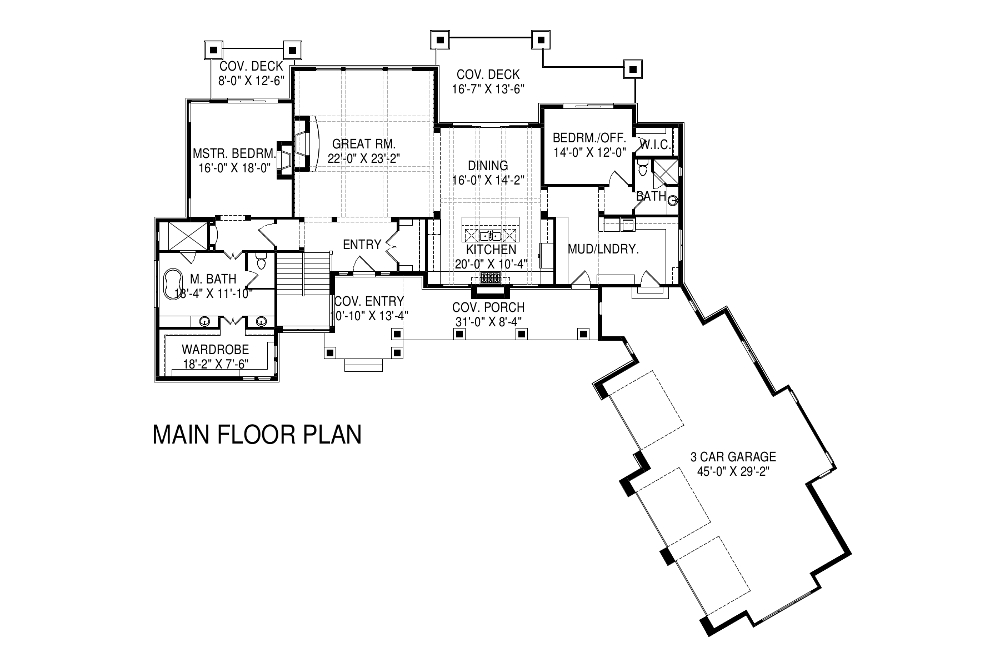 COV. DECK
8'-0" X 12'-6"
COV. DECK
16'-7" X 13'-6"
MSTR. BEDRM.
16'-0" X 18'-0"
GREAT RM.
22'-0" X 23'-2"
DINING
16'-0" X 14'-2"
BEDRM./OFF.
14'-0" X 12'-0"
W.I.C.
BATH
ENTRY
KITCHEN
20'-0" X 10'-4"
MUD/LNDRY.
M. BATH
18'-4" X 11'-10"
COV. ENTRY
10'-10" X 13'-4"
COV. PORCH
31'-0" X 8'-4"
WARDROBE
18'-2" X 7'-6"
MAIN FLOOR PLAN
3 CAR GARAGE
45'-0" X 29'-2"